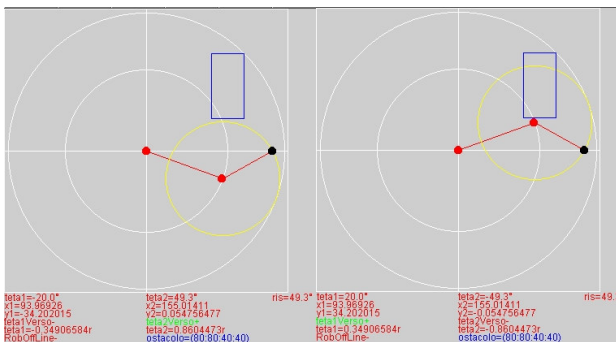 teta1=-20.0° teta2=49.3° ris=49.3°
x1=93.96926 x2=155.01411
y1=-34.202015 y2=0.054756477
teta1Verso- teta2Verso+
teta1=-0.34906584r teta2=0.8604473r
RobOffLine- ostacolo=(80:80:40:40)
teta1=20.0° teta2=-49.3° ris=49.
x1=93.96926 x2=155.01411
y1=34.202015 y2=-0.054756477
teta1Verso+ teta2Verso-
teta1=0.34906584r teta2=-0.8604473r
RobOffLine- ostacolo=(80:80:40:40)